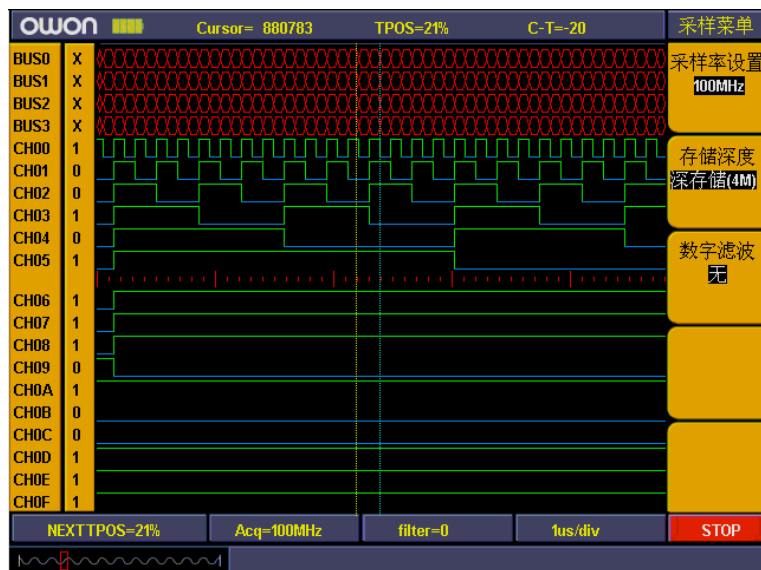 owon Cursor= 880783 TPOS=21% C-T=-20 采样菜单
BUS0 X
BUS1 X
BUS2 X
BUS3 X
CH00 1
CH01 0
CH02 0
CH03 1
CH04 0
CH05 1
CH06 1
CH07 1
CH08 1
CH09 0
CH0A 1
CH0B 0
CH0C 0
CH0D 1
CH0E 1
CH0F 1
采样率设置
100MHz
存储深度
深存储(4M)
数字滤波
无
NEXTTPOS=21% Acq=100MHz filter=0 1us/div STOP